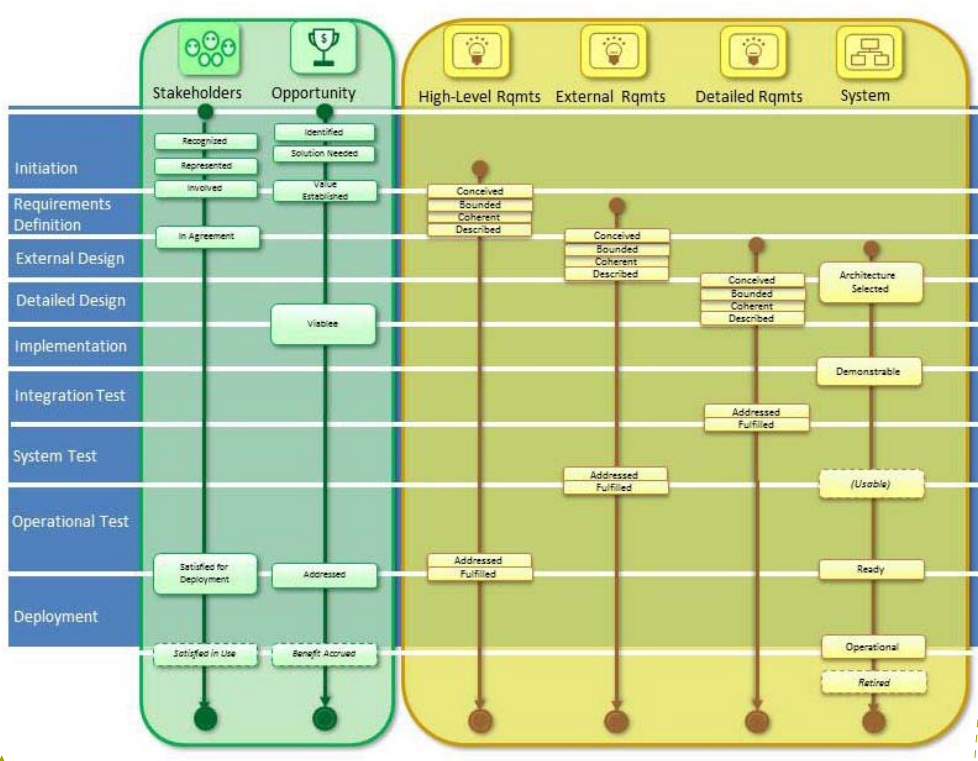 $
Stakeholders
Opportunity
High-Level Rqmts
External Rqmts
Detailed Rqmts
System
Initiation
Requirements
Definition
External Design
Detailed Design
Implementation
Integration Test
System Test
Operational Test
Deployment
Recognized
Represented
Involved
In Agreement
Satisfied for
Deployment
Satisfied in Use
Identified
Solution Needed
Value
Established
Viablee
Addressed
Benefit Accrued
Conceived
Bounded
Coherent
Described
Addressed
Fulfilled
Conceived
Bounded
Coherent
Described
Addressed
Fulfilled
Conceived
Bounded
Coherent
Described
Addressed
Fulfilled
Architecture
Selected
Demonstrable
(Usable)
Ready
Operational
Retired